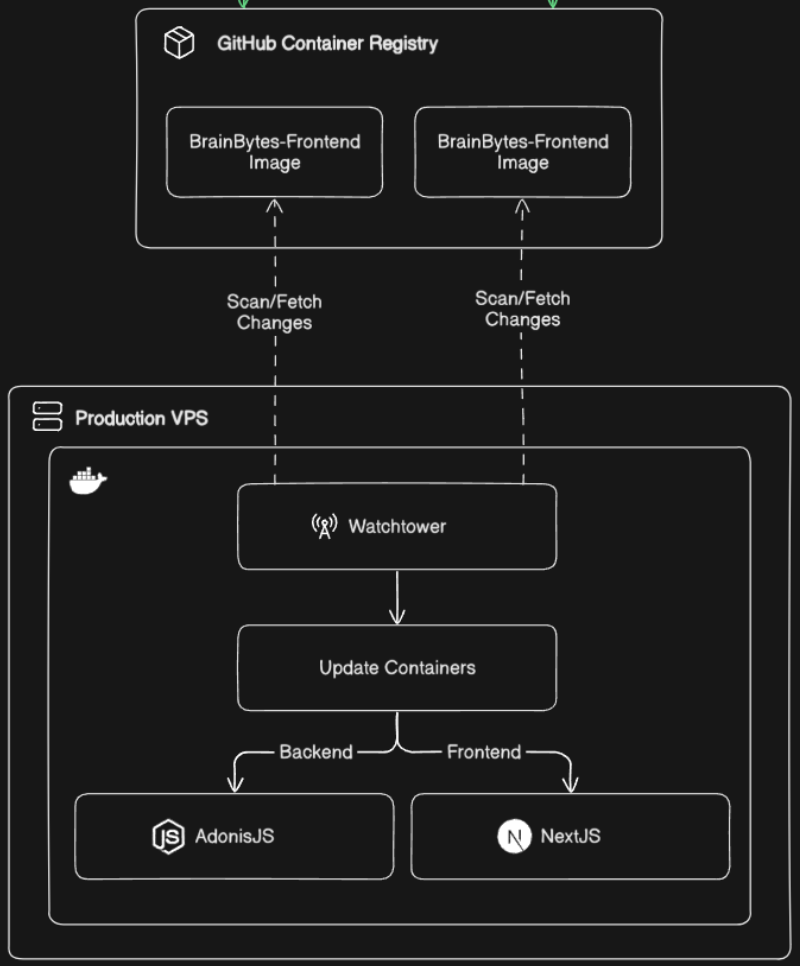 GitHub Container Registry
BrainBytes-Frontend
Image
BrainBytes-Frontend
Image
Scan/Fetch
Changes
Scan/Fetch
Changes
Production VPS
Watchtower
Update Containers
Backend
Frontend
JS
AdonisJS
N
NextJS